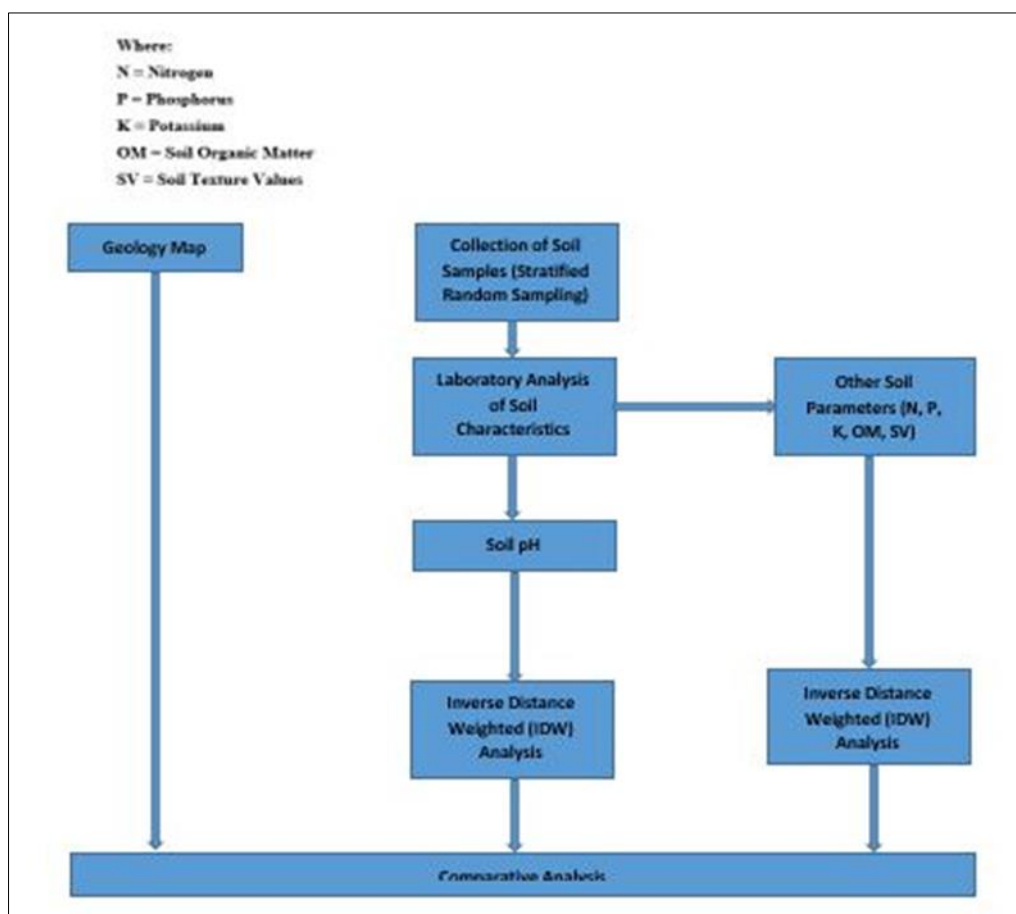 Where:
N = Nitrogen
P = Phosphorus
K = Potassium
OM = Soil Organic Matter
SV = Soil Texture Values
Geology Map
Collection of Soil
Samples (Stratified
Random Sampling)
Laboratory Analysis
of Soil
Characteristics
Other Soil
Parameters (N, P,
K, OM, SV)
Soil pH
Inverse Distance
Weighted (IDW)
Analysis
Inverse Distance
Weighted (IDW)
Analysis
Comparative Analysis